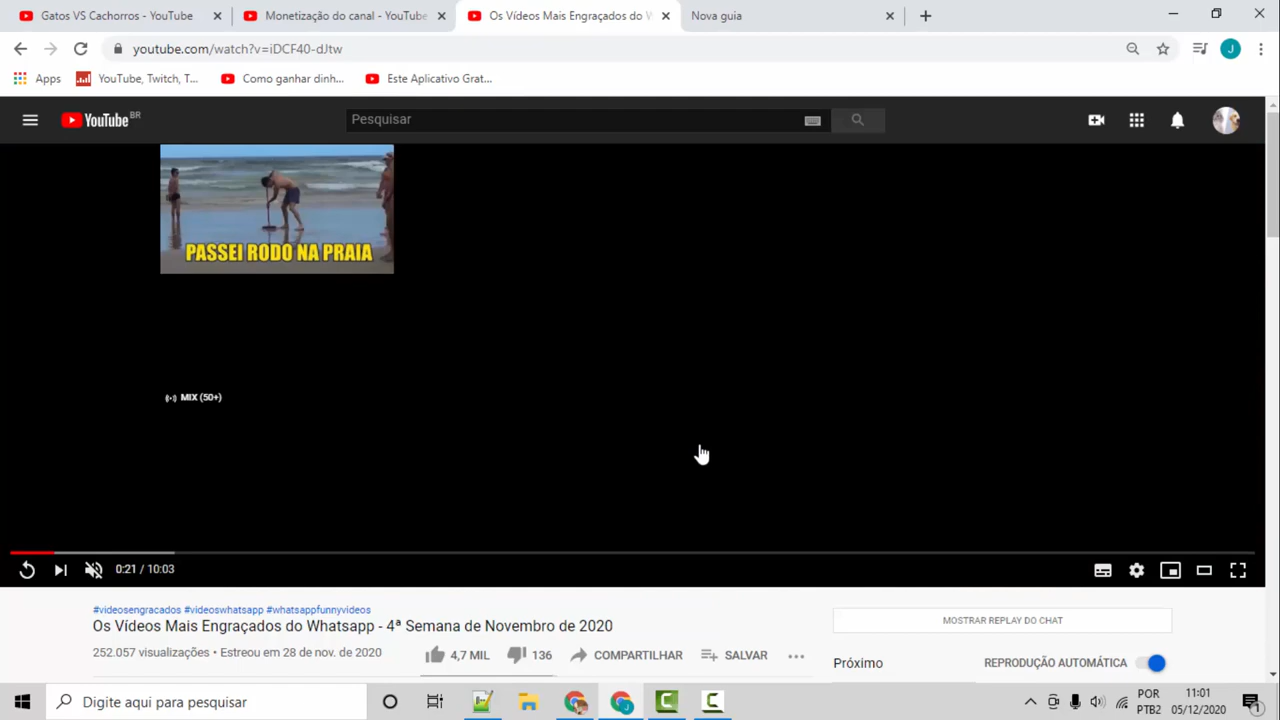 Gatos VS Cachorros - YouTube
Monetização do canal - YouTube
Os Vídeos Mais Engraçados do W
Nova guia
youtube.com/watch?v=iDCF40-dJtw
J
Apps
YouTube, Twitch, T...
Como ganhar dinh...
Este Aplicativo Grat...
YouTube BR
Pesquisar
PASSEI RODO NA PRAIA
MIX (50+)
0:21 / 10:03
#videosengracados #videoswhatsapp #whatsappfunnyvideos
Os Vídeos Mais Engraçados do Whatsapp - 4ª Semana de Novembro de 2020
252.057 visualizações • Estreou em 28 de nov. de 2020
4,7 MIL
136
COMPARTILHAR
SALVAR
MOSTRAR REPLAY DO CHAT
Próximo
REPRODUÇÃO AUTOMÁTICA
Digite aqui para pesquisar
POR
PTB2
11:01
05/12/2020